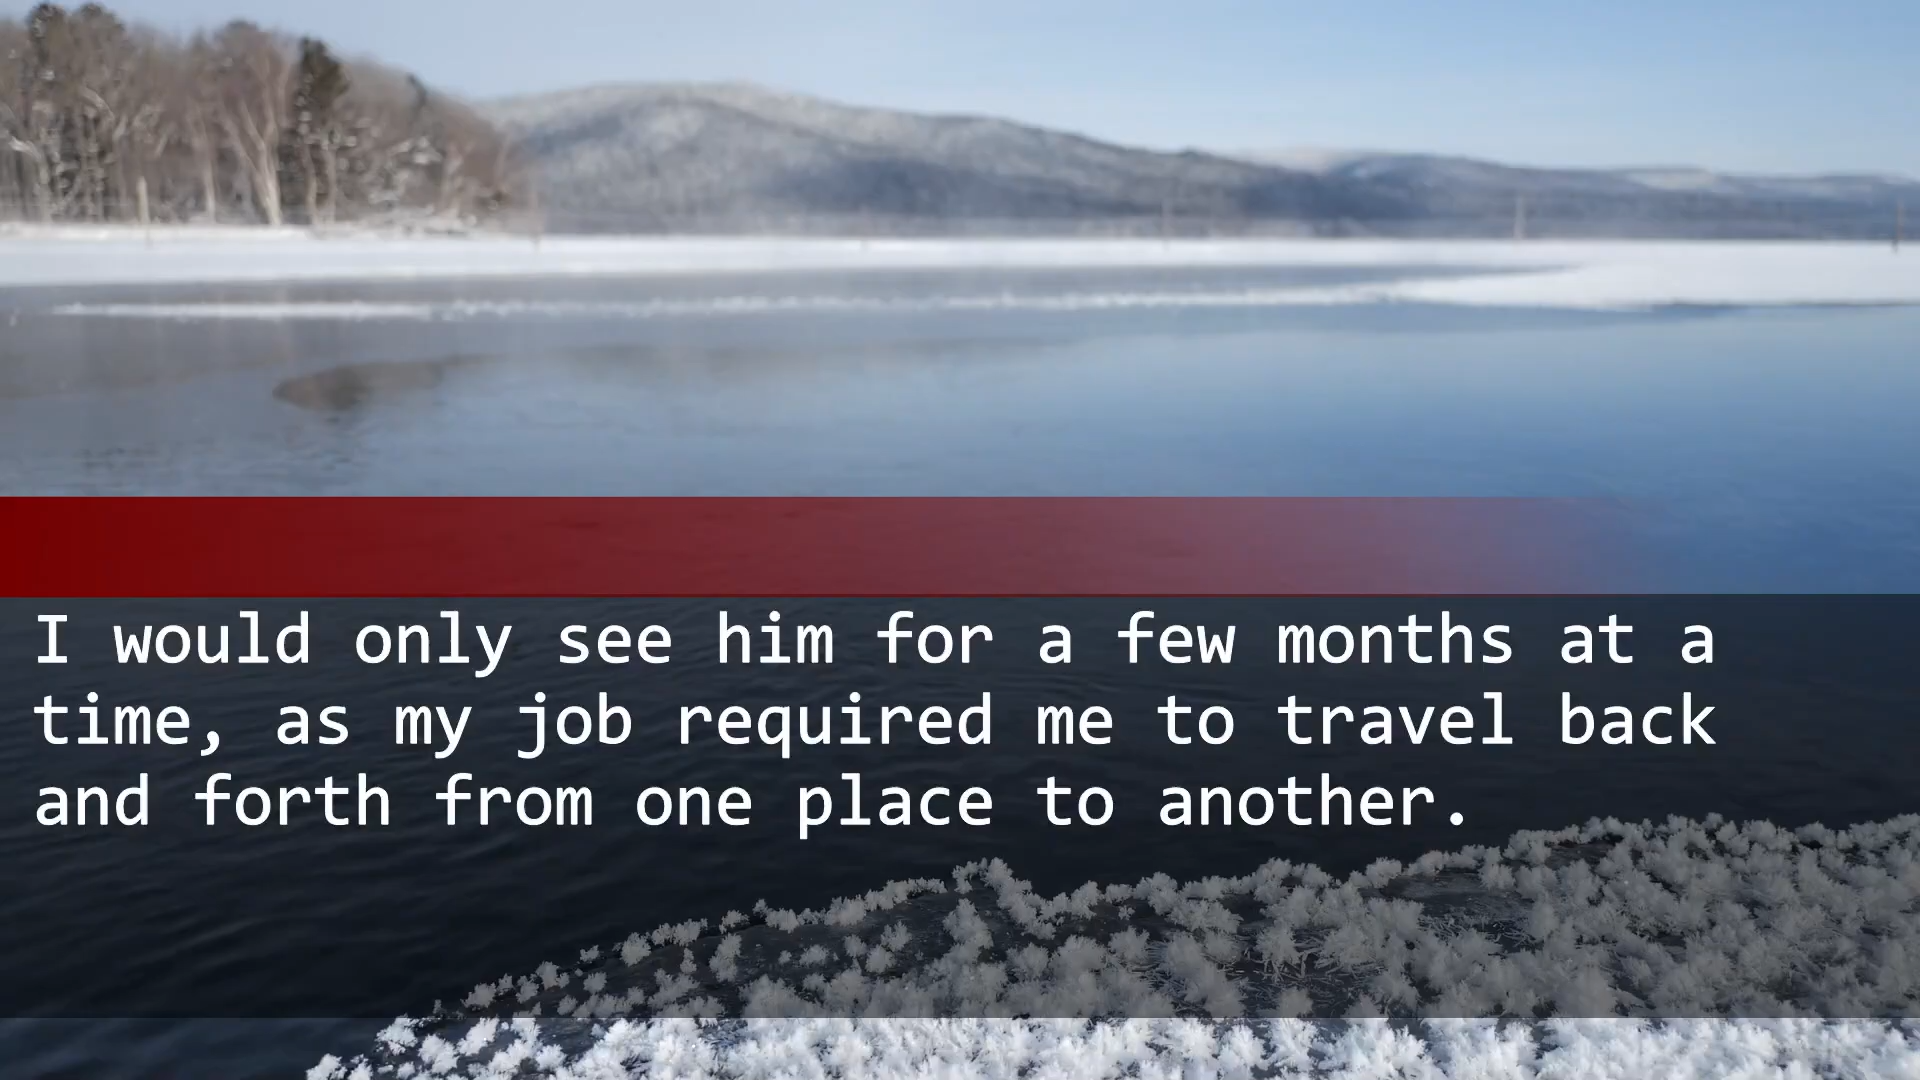 I would only see him for a few months at a
time, as my job required me to travel back
and forth from one place to another.